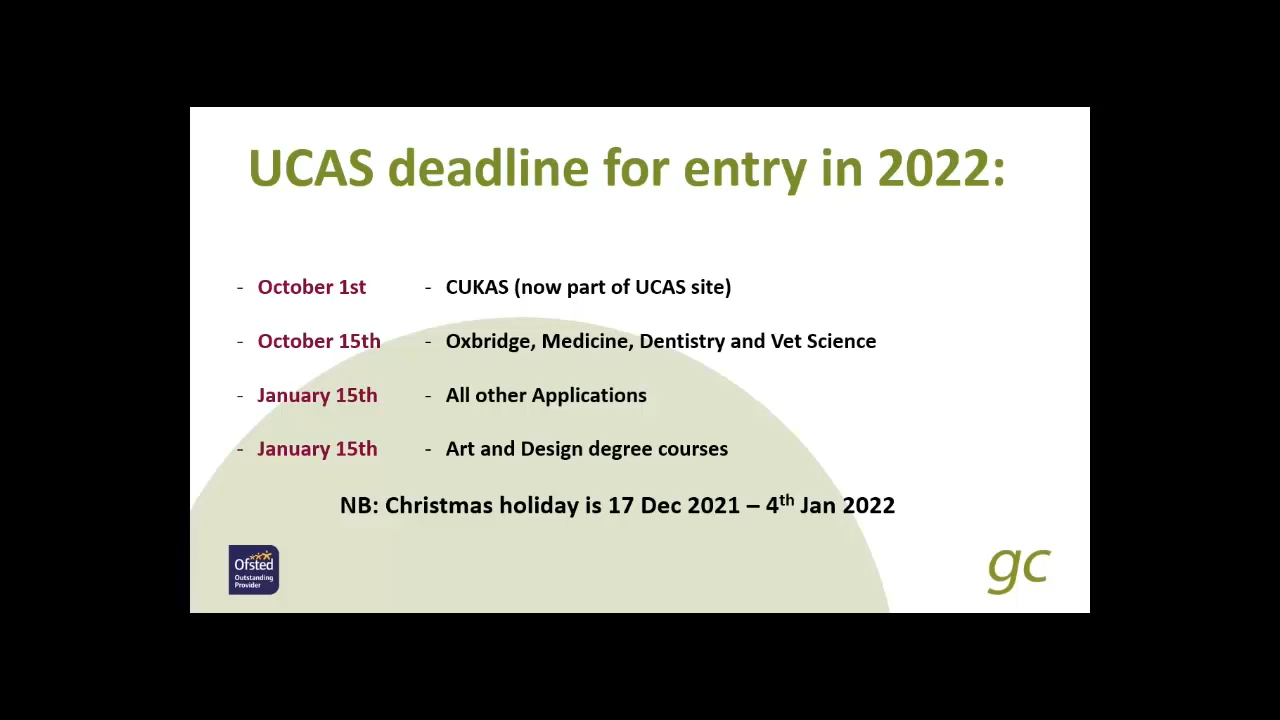 UCAS deadline for entry in 2022:
- October 1st - CUKAS (now part of UCAS site)
- October 15th - Oxbridge, Medicine, Dentistry and Vet Science
- January 15th - All other Applications
- January 15th - Art and Design degree courses
NB: Christmas holiday is 17 Dec 2021 – 4th Jan 2022
Ofsted
Outstanding
Provider
gc